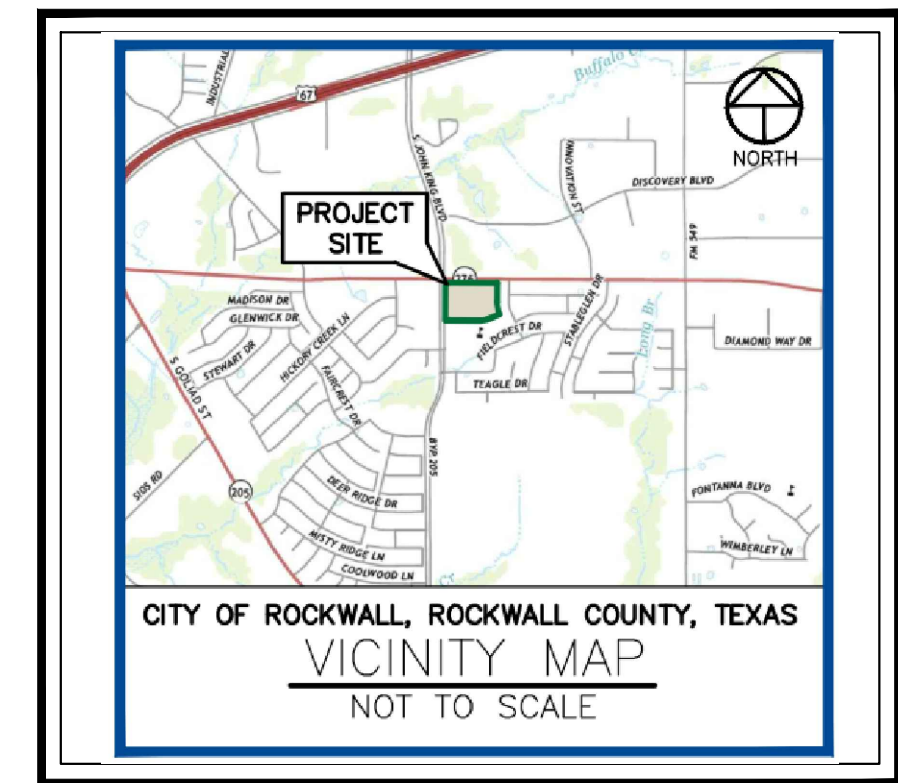 INDUSTRIAL
67
Buffalo
NORTH
S JOHN KING BLVD
INNOVATION ST
DISCOVERY BLVD
PROJECT
SITE
FM 549
MADISON DR
GLENWICK DR
STEWART DR
HICKORY CREEK LN
FAIRCREST DR
FIELDCREST DR
STABLEGLEN DR
Long Br
DIAMOND WAY DR
TEAGLE DR
S GOLIAD ST
BYP 205
SIDS RD
205
DEER RIDGE DR
FONTANNA BLVD
MISTY RIDGE LN
WIMBERLEY LN
COOLWOOD LN
Cr
CITY OF ROCKWALL, ROCKWALL COUNTY, TEXAS
VICINITY MAP
NOT TO SCALE